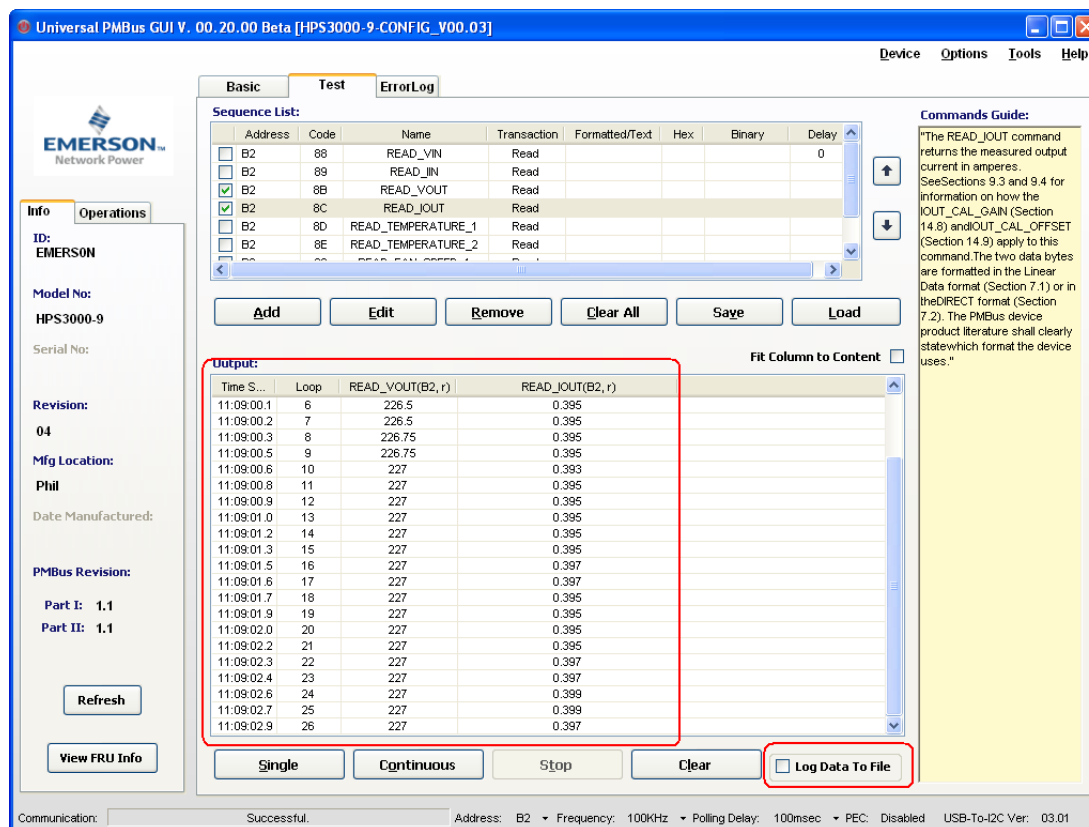 Universal PMBus GUI V. 00.20.00 Beta [HPS3000-9-CONFIG_V00.03]
Device Options Tools Help
Basic Test ErrorLog
EMERSON™
Network Power
Info Operations
ID:
EMERSON
Model No:
HPS3000-9
Serial No:
Revision:
04
Mfg Location:
Phil
Date Manufactured:
PMBus Revision:
Part I: 1.1
Part II: 1.1
Refresh
View FRU Info
Sequence List:
Address Code Name Transaction Formatted/Text Hex Binary Delay
B2 88 READ_VIN Read 0
B2 89 READ_IIN Read
B2 8B READ_VOUT Read
B2 8C READ_IOUT Read
B2 8D READ_TEMPERATURE_1 Read
B2 8E READ_TEMPERATURE_2 Read
Add Edit Remove Clear All Save Load
Output:
Fit Column to Content
Time S... Loop READ_VOUT(B2, r) READ_IOUT(B2, r)
11:09:00.1 6 226.5 0.395
11:09:00.2 7 226.5 0.395
11:09:00.3 8 226.75 0.395
11:09:00.5 9 226.75 0.395
11:09:00.6 10 227 0.393
11:09:00.8 11 227 0.395
11:09:00.9 12 227 0.395
11:09:01.0 13 227 0.395
11:09:01.2 14 227 0.395
11:09:01.3 15 227 0.395
11:09:01.5 16 227 0.397
11:09:01.6 17 227 0.397
11:09:01.7 18 227 0.395
11:09:01.9 19 227 0.395
11:09:02.0 20 227 0.395
11:09:02.2 21 227 0.395
11:09:02.3 22 227 0.397
11:09:02.4 23 227 0.397
11:09:02.6 24 227 0.399
11:09:02.7 25 227 0.399
11:09:02.9 26 227 0.397
Single Continuous Stop Clear Log Data To File
Commands Guide:
"The READ_IOUT command
returns the measured output
current in amperes.
SeeSections 9.3 and 9.4 for
information on how the
IOUT_CAL_GAIN (Section
14.8) andIOUT_CAL_OFFSET
(Section 14.9) apply to this
command.The two data bytes
are formatted in the Linear
Data format (Section 7.1) or in
theDIRECT format (Section
7.2). The PMBus device
product literature shall clearly
statewhich format the device
uses."
Communication: Successful. Address: B2 Frequency: 100KHz Polling Delay: 100msec PEC: Disabled USB-To-I2C Ver: 03.01